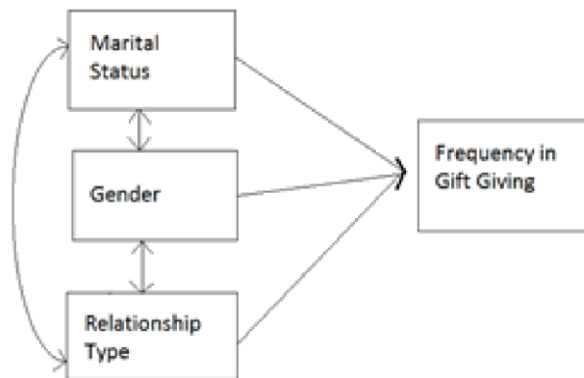 Marital
Status
Gender
Relationship
Type
Frequency in
Gift Giving